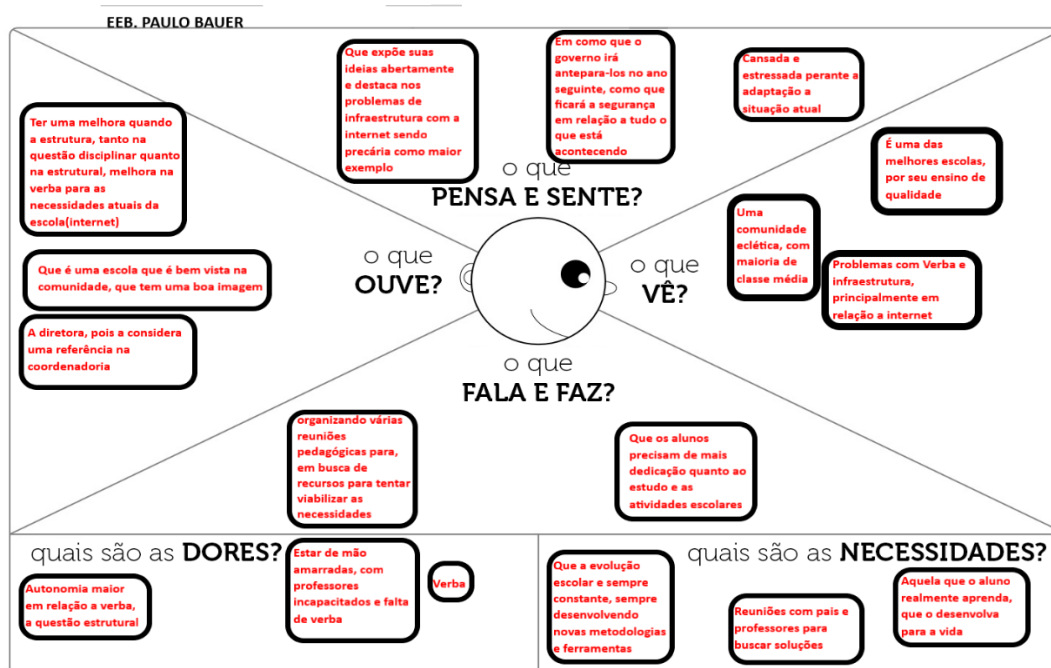 EEB. PAULO BAUER
Que expõe suas
ideias abertamente
e destaca nos
problemas de
infraestrutura com a
internet sendo
precária como maior
exemplo
Em como que o
governo irá
antepara-los no ano
seguinte, como que
ficará a segurança
em relação a tudo o
que está
acontecendo
Cansada e
estressada perante a
adaptação a
situação atual
o que
PENSA E SENTE?
Ter uma melhora quando
a estrutura, tanto na
questão disciplinar quanto
na estrutural, melhora na
verba para as
necessidades atuais da
escola(internet)
Que é uma escola que é bem vista na
comunidade, que tem uma boa imagem
A diretora, pois a considera
uma referência na
coordenadoria
o que
OUVE?
o que
VÊ?
É uma das
melhores escolas,
por seu ensino de
qualidade
Uma
comunidade
eclética, com
maioria de
classe média
Problemas com Verba e
infraestrutura,
principalmente em
relação a internet
o que
FALA E FAZ?
organizando várias
reuniões
pedagógicas para,
em busca de
recursos para tentar
viabilizar as
necessidades
Que os alunos
precisam de mais
dedicação quanto ao
estudo e as
atividades escolares
quais são as DORES?
Autonomia maior
em relação a verba,
a questão estrutural
Estar de mão
amarradas, com
professores
incapacitados e falta
de verba
Verba
quais são as NECESSIDADES?
Que a evolução
escolar e sempre
constante, sempre
desenvolvendo
novas metodologias
e ferramentas
Reuniões com pais e
professores para
buscar soluções
Aquela que o aluno
realmente aprenda,
que o desenvolva
para a vida